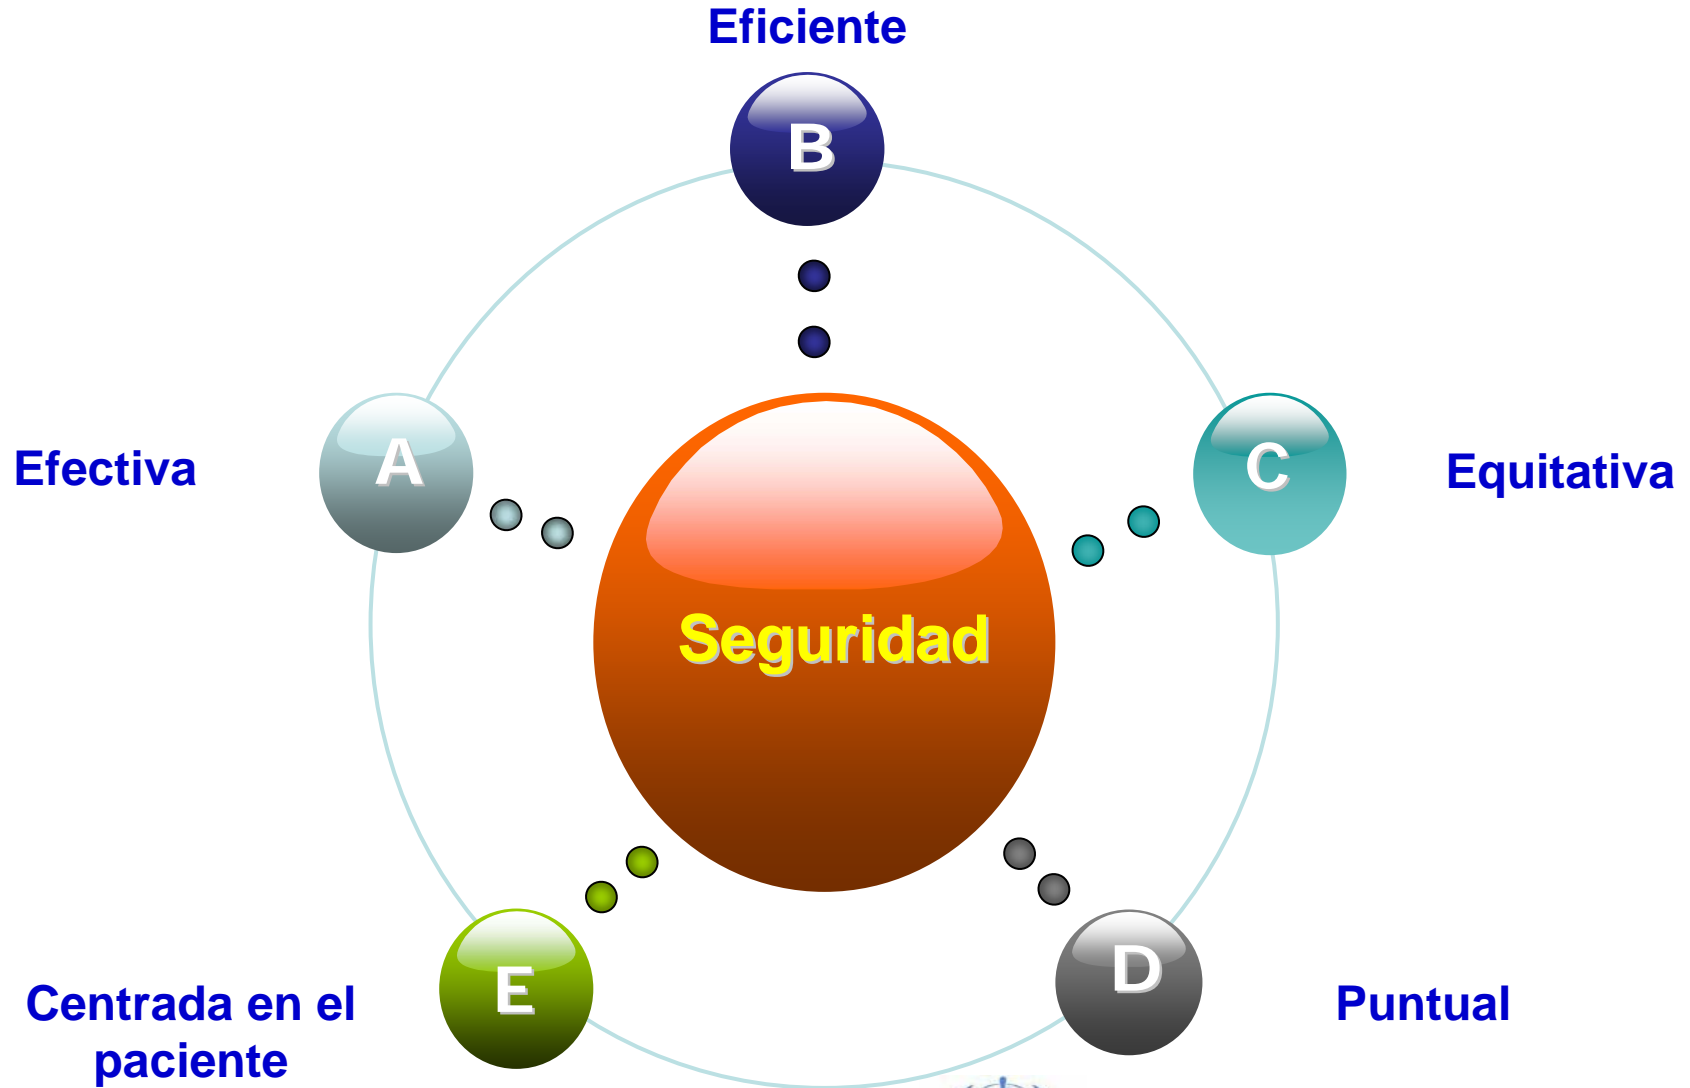 Eficiente
B
A
C
Efectiva
Equitativa
Seguridad
E
D
Centrada en el
paciente
Puntual